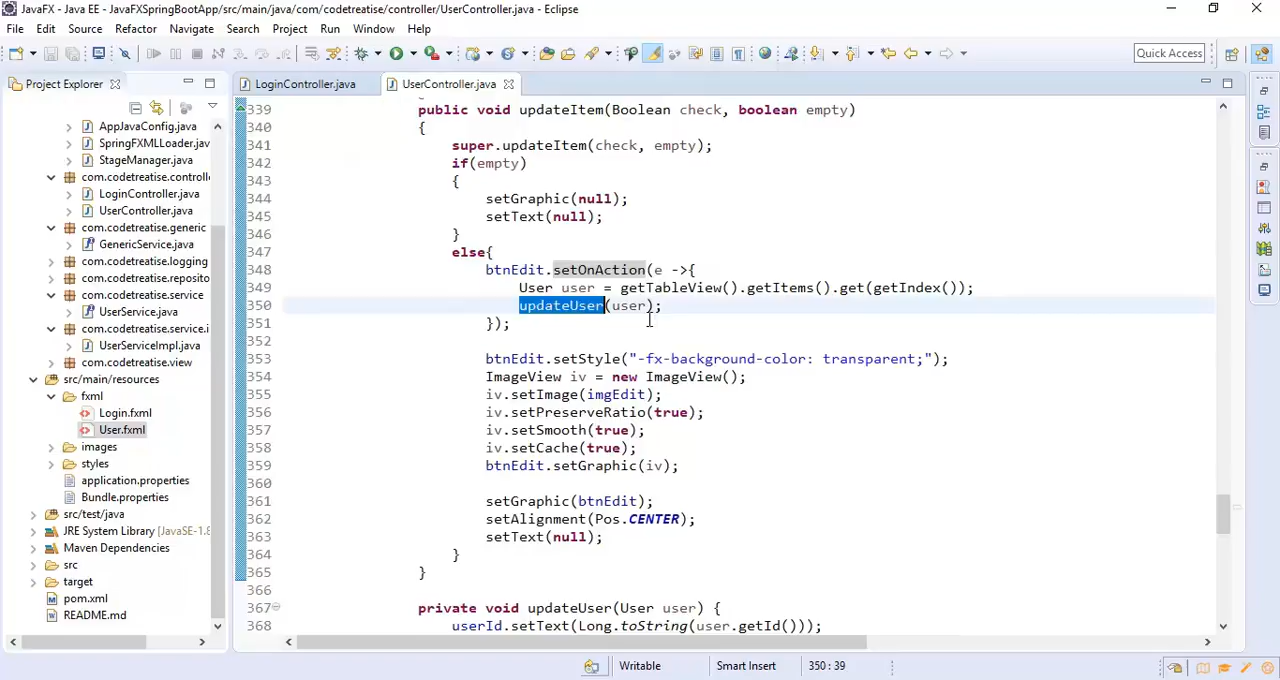 JavaFX - Java EE - JavaFXSpringBootApp/src/main/java/com/codetreatise/controller/UserController.java - Eclipse
File Edit Source Refactor Navigate Search Project Run Window Help
Quick Access
Project Explorer
LoginController.java
UserController.java
AppJavaConfig.java
SpringFXMLLoader.jav
StageManager.java
com.codetreatise.control
LoginController.java
UserController.java
com.codetreatise.generic
GenericService.java
com.codetreatise.logging
com.codetreatise.reposito
com.codetreatise.service
UserService.java
com.codetreatise.service.i
UserServiceImpl.java
com.codetreatise.view
src/main/resources
fxml
Login.fxml
User.fxml
images
styles
application.properties
Bundle.properties
src/test/java
JRE System Library [JavaSE-1.8
Maven Dependencies
src
target
pom.xml
README.md
339 public void updateItem(Boolean check, boolean empty)
340 {
341 super.updateItem(check, empty);
342 if(empty)
343 {
344 setGraphic(null);
345 setText(null);
346 }
347 else{
348 btnEdit.setOnAction(e ->{
349 User user = getTableView().getItems().get(getIndex());
350 updateUser(user);
351 });
352
353 btnEdit.setStyle("-fx-background-color: transparent;");
354 ImageView iv = new ImageView();
355 iv.setImage(imgEdit);
356 iv.setPreserveRatio(true);
357 iv.setSmooth(true);
358 iv.setCache(true);
359 btnEdit.setGraphic(iv);
360
361 setGraphic(btnEdit);
362 setAlignment(Pos.CENTER);
363 setText(null);
364 }
365 }
366
367 private void updateUser(User user) {
368 userId.setText(Long.toString(user.getId()));
Writable Smart Insert 350 : 39